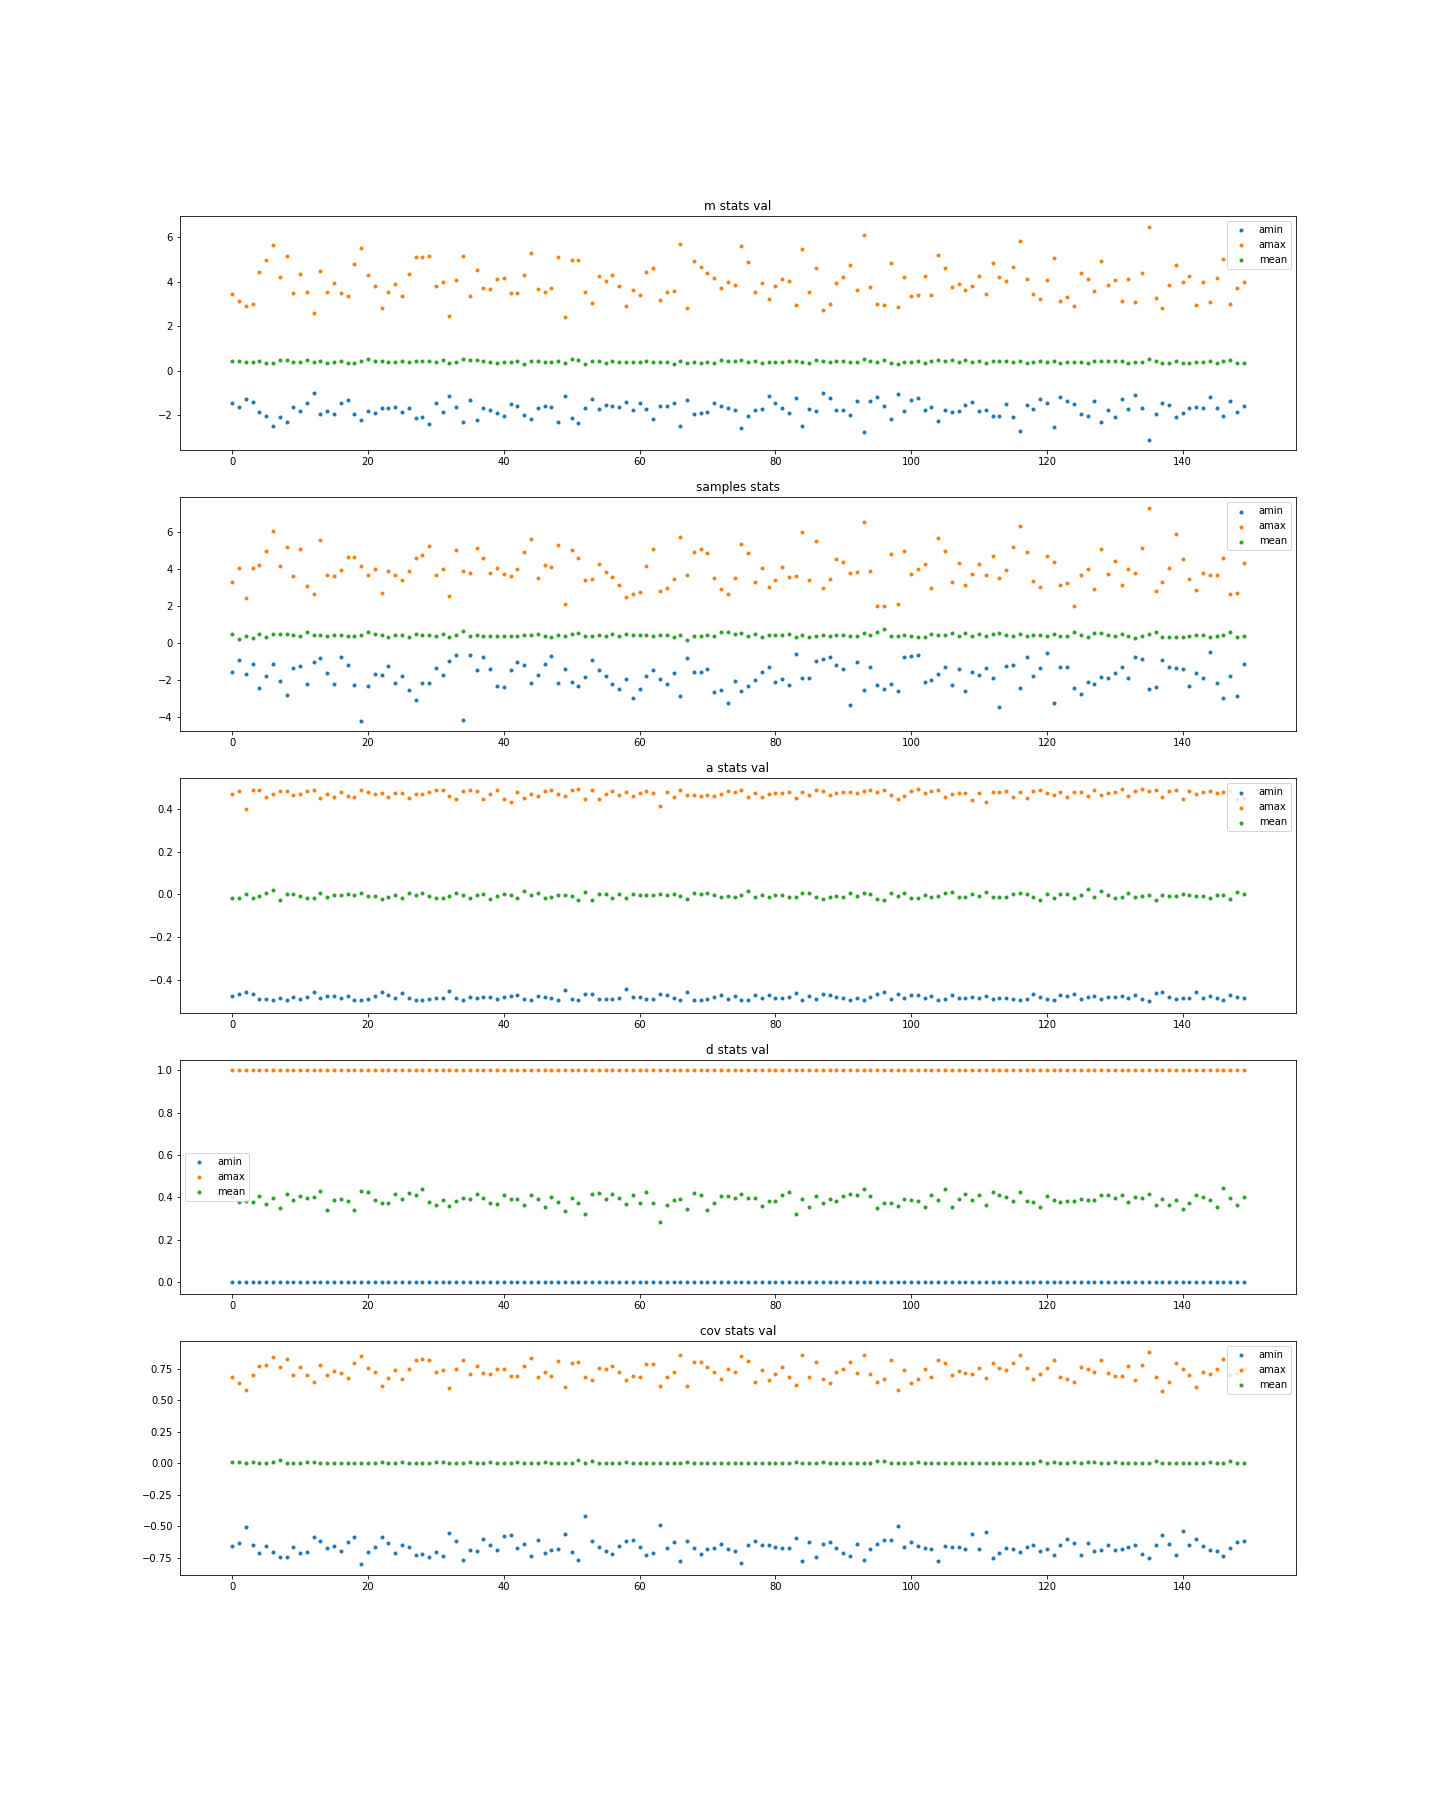 m stats val
6
4
2
0
−2
amin
amax
mean
0 20 40 60 80 100 120 140
samples stats
6
4
2
0
−2
−4
amin
amax
mean
0 20 40 60 80 100 120 140
a stats val
0.4
0.2
0.0
−0.2
−0.4
amin
amax
mean
0 20 40 60 80 100 120 140
d stats val
1.0
0.8
0.6
0.4
0.2
0.0
amin
amax
mean
0 20 40 60 80 100 120 140
cov stats val
0.75
0.50
0.25
0.00
−0.25
−0.50
−0.75
amin
amax
mean
0 20 40 60 80 100 120 140